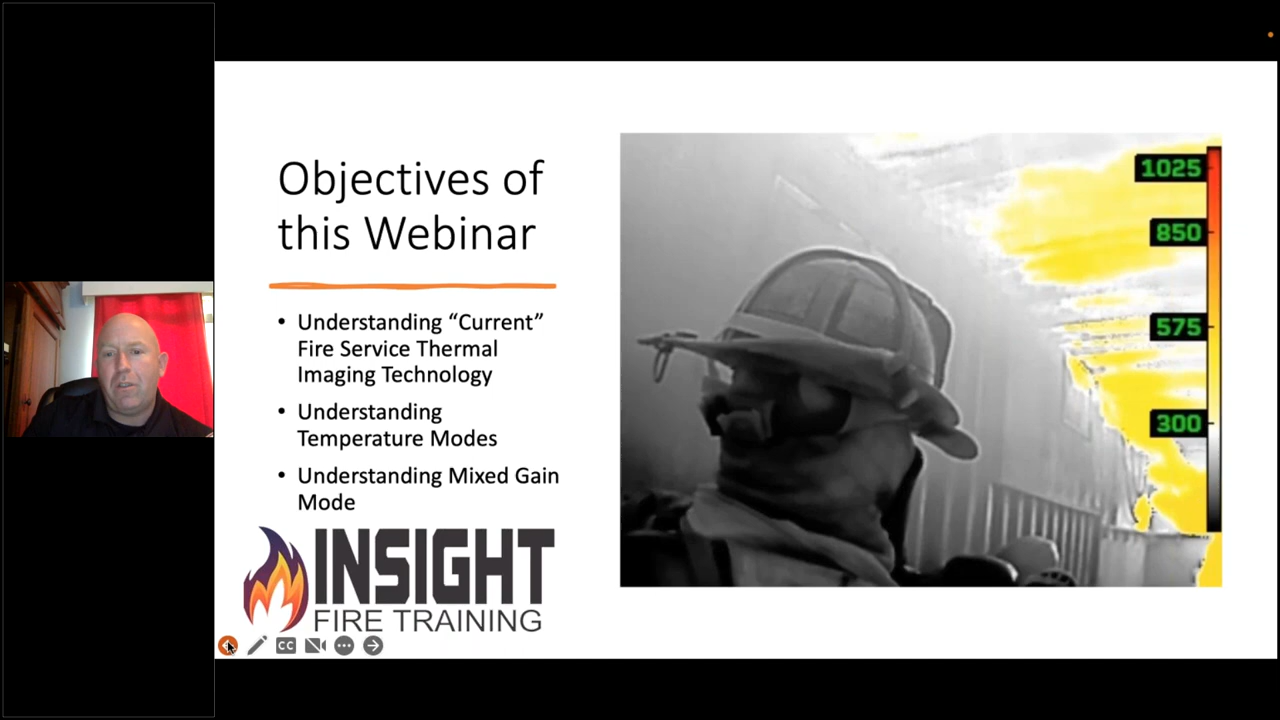 Objectives of
this Webinar
• Understanding “Current”
Fire Service Thermal
Imaging Technology
• Understanding
Temperature Modes
• Understanding Mixed Gain
Mode
INSIGHT
FIRE TRAINING
CC
1025
850
575
300